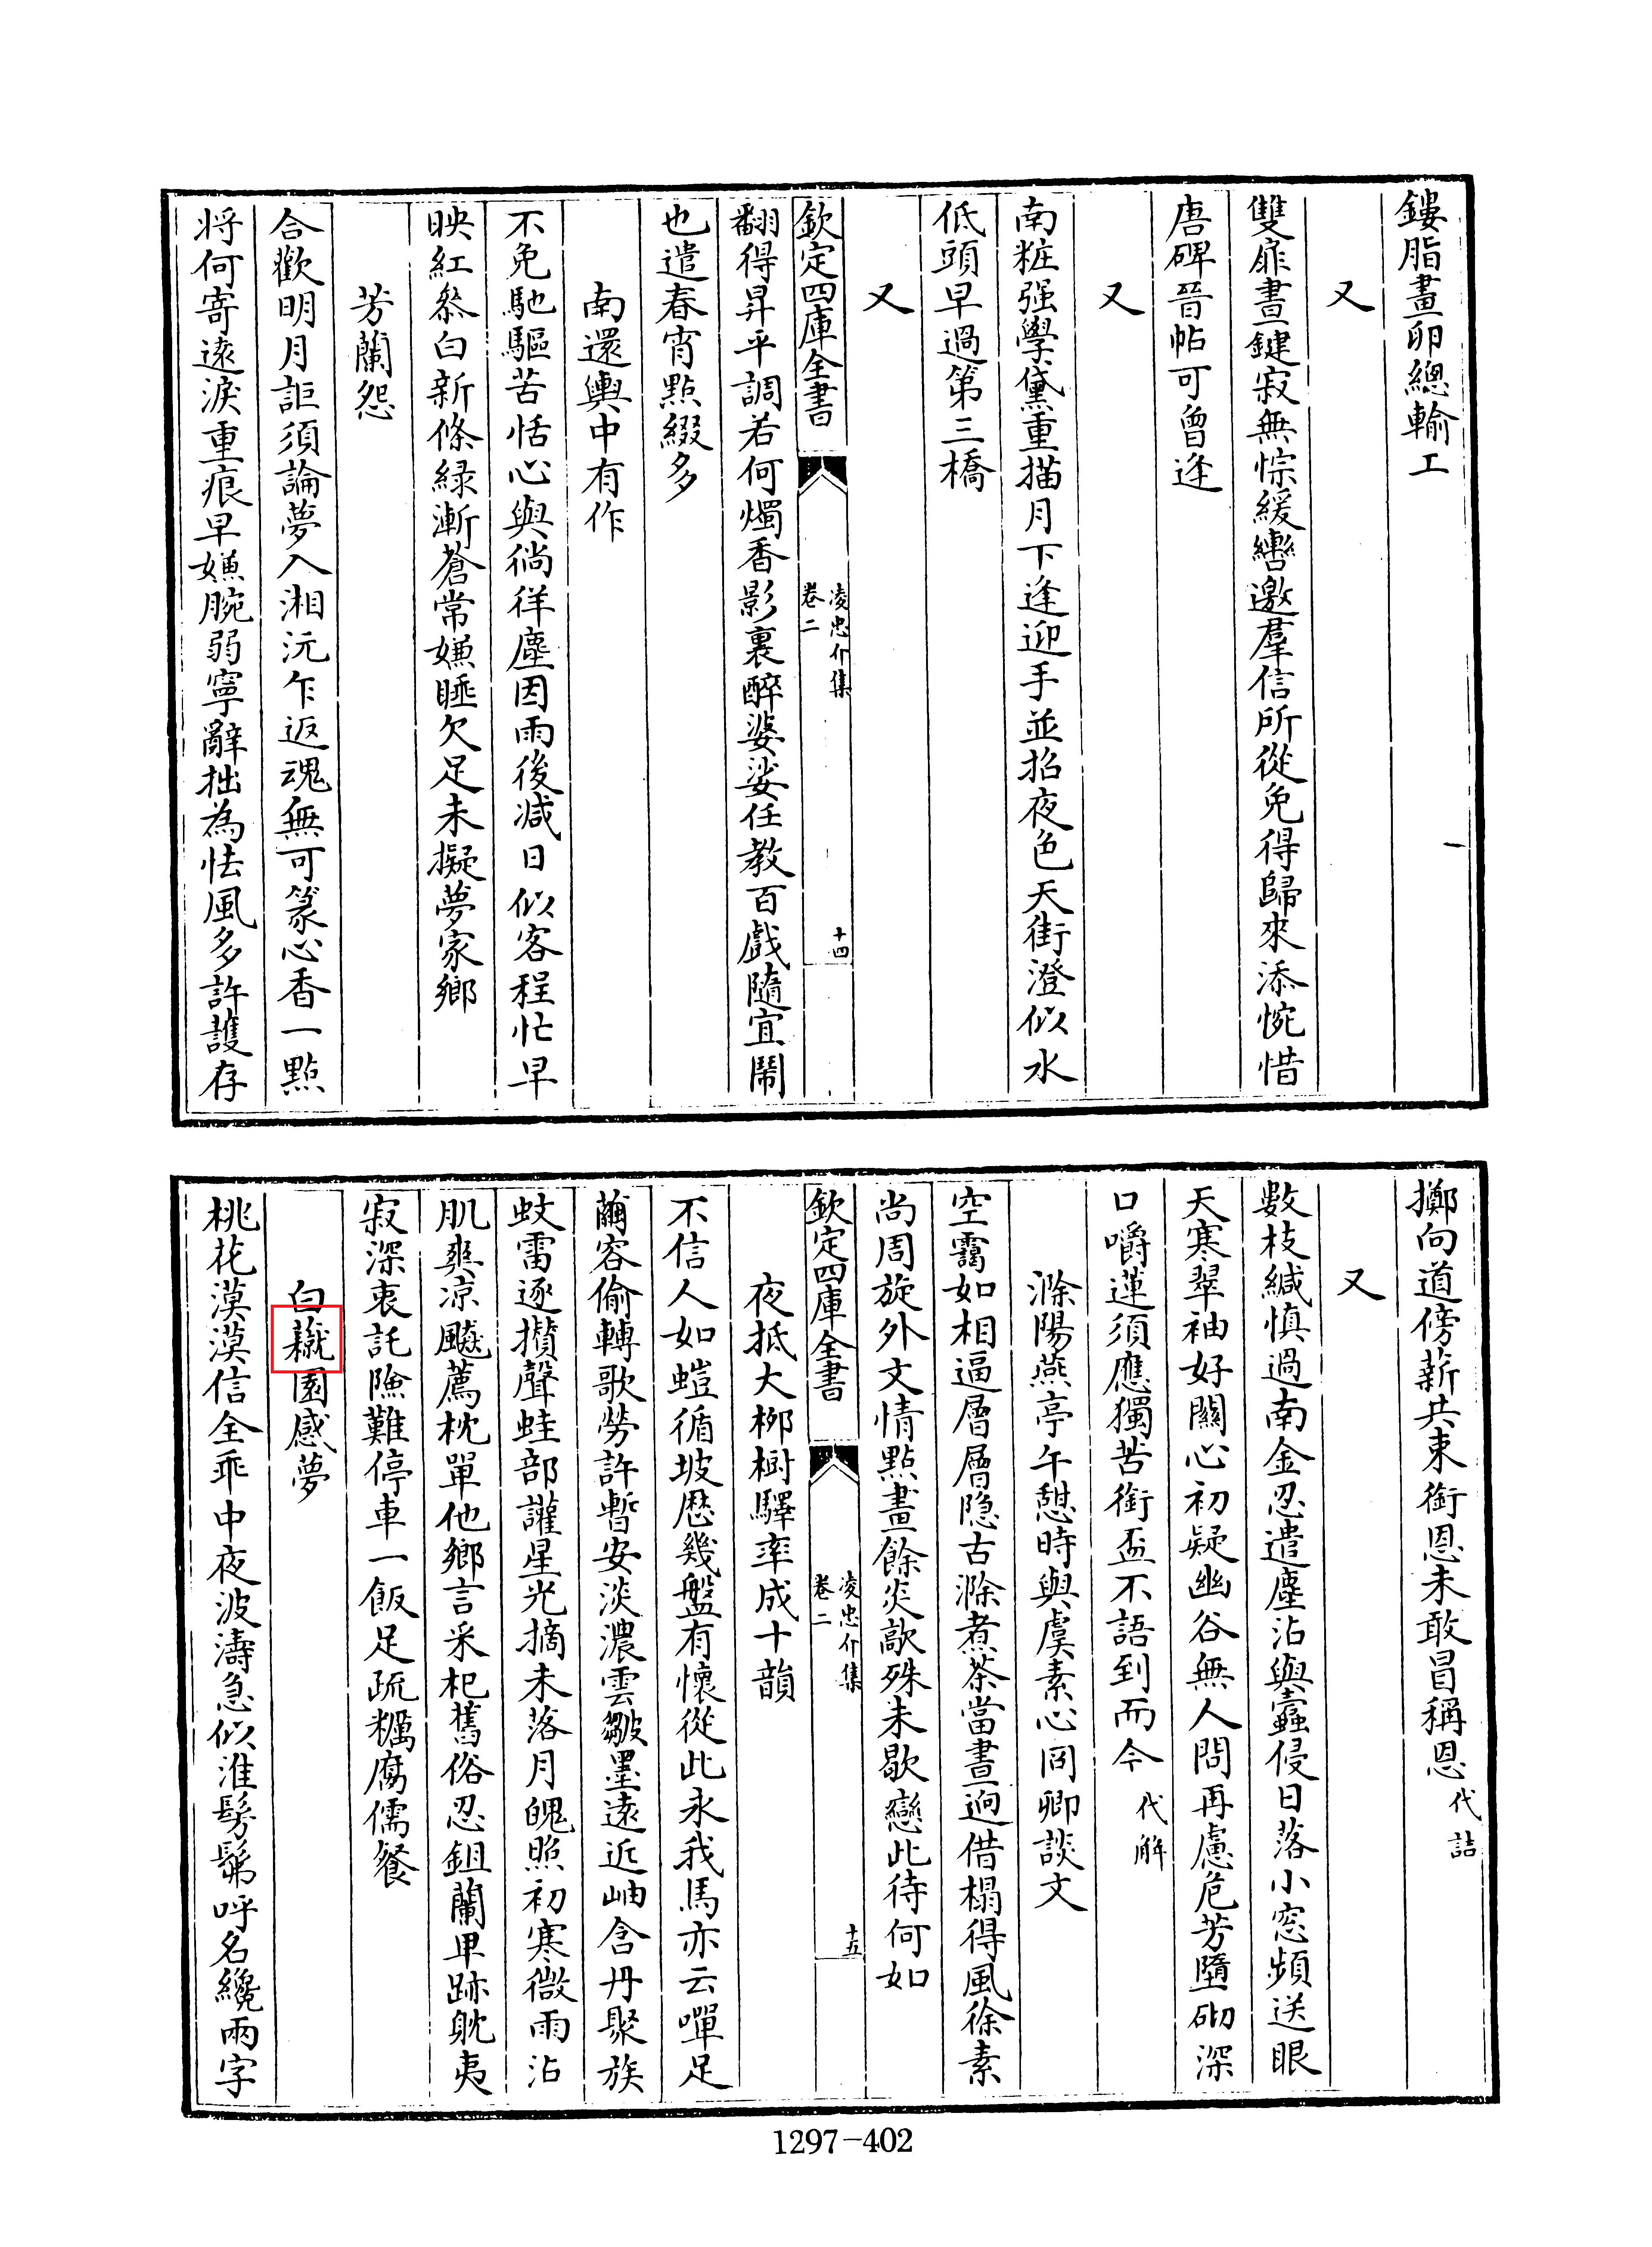 鏤脂畫卵總輸工
又
雙扉晝鍵寂無悰緩轡邀羣信所從免得歸來添惋惜
唐碑晉帖可曾逢
又
南粧强學黛重描月下逢迎手並招夜色天街澄似水
低頭早過第三橋
又
欽定四庫全書
凌忠介集
卷二
十四
翻得昇平調若何燭香影裏醉婆娑任教百戲隨宜鬧
也遣春宵點綴多
南還輿中有作
不免馳驅苦恬心與徜徉塵因雨後減日似客程忙早
映紅叅白新條緑漸蒼常嫌睡欠足未擬夢家鄉
芳蘭怨
合歡明月詎須論夢入湘沅乍返魂無可篆心香一點
將何寄遠淚重痕早嫌腕弱寧辭拙為怯風多許護存
擲向道傍薪共束銜恩未敢冒稱恩代詰
又
數枝緘慎過南金忍遣塵沾與蠧侵日落小窓頻送眼
天寒翠袖好關心初疑幽谷無人問再慮危芳墮砌深
口嚼蓮須應獨苦銜盃不語到而今代解
滁陽燕亭午憩時與虞素心同卿談文
空靄如相逼層層隐古滁煮茶當晝逈借榻得風徐素
尚周旋外文情點畫餘炎歊殊未歇戀此待何如
欽定四庫全書
凌忠介集
卷二
十五
夜抵大栁樹驛率成十韻
不信人如螘循坡歴幾盤有懷從此永我馬亦云嘽足
繭容偷轉歌勞許暫安淡濃雲皺墨遠近岫含丹聚族
蚊雷逐攢聲蛙部讙星光摘未落月魄照初寒微雨沾
肌爽凉飈薦枕單他鄉言采杞舊俗忍鉏蘭甲跡躭夷
寂深衷託險難停車一飯足疏糲腐儒餐
白藏園感夢
桃花漠漠信全乖中夜波濤急似淮髣髴呼名纔兩字
1297-402